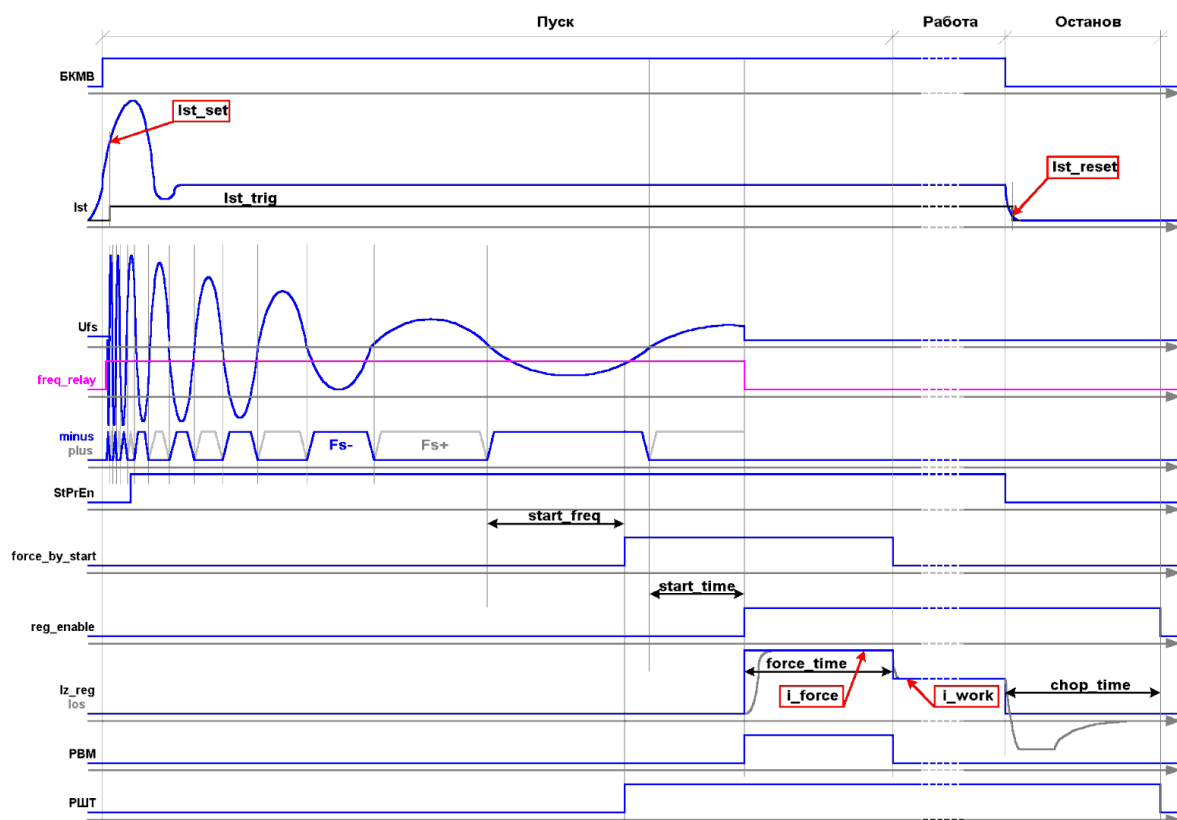 Пуск Работа Останов
БКМВ
Ist_set
Ist_reset
Ist_trig
Ist
Ufs
freq_relay
minus
plus
Fs- Fs+
StPrEn
start_freq
force_by_start
start_time
reg_enable
force_time
Iz_reg
Ios
i_force
i_work
chop_time
РВМ
РШТ